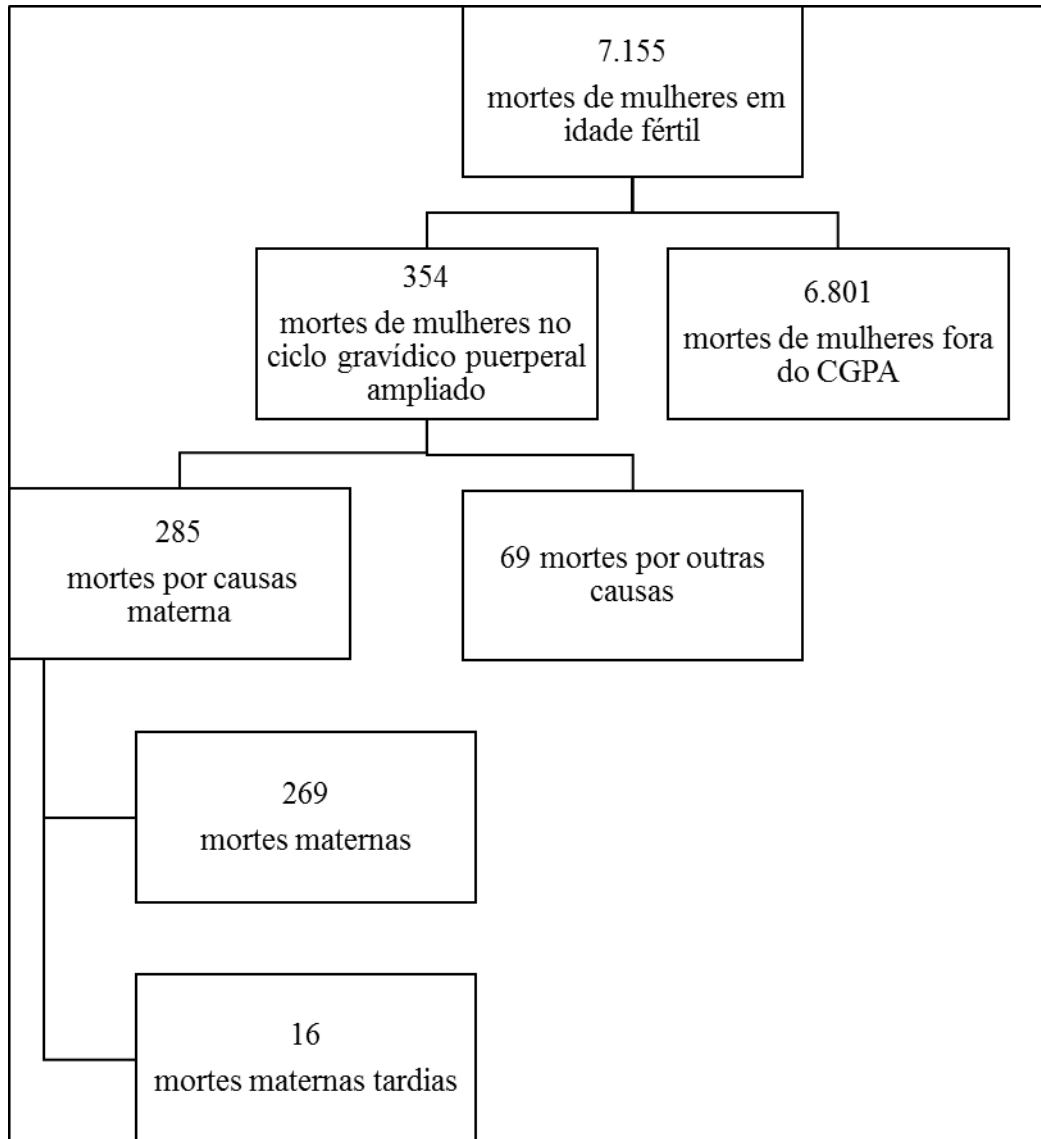 7.155
mortes de mulheres em
idade fértil
354
mortes de mulheres no
ciclo gravídico puerperal
ampliado
6.801
mortes de mulheres fora
do CGPA
285
mortes por causas
materna
69 mortes por outras
causas
269
mortes maternas
16
mortes maternas tardias